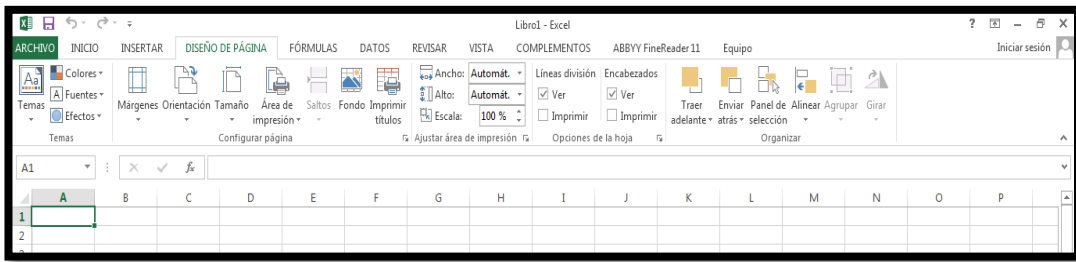 Libro1 - Excel
ARCHIVO INICIO INSERTAR DISEÑO DE PÁGINA FÓRMULAS DATOS REVISAR VISTA COMPLEMENTOS ABBYY FineReader 11 Equipo Iniciar sesión
Aa Colores Ancho: Automát. Líneas división Encabezados
A Fuentes Alto: Automát. Ver Ver
Temas Efectos Márgenes Orientación Tamaño Área de impresión Saltos Fondo Imprimir títulos Escala: 100 % Imprimir Imprimir Traer adelante Enviar atrás Panel de selección Alinear Agrupar Girar
Temas Configurar página Ajustar área de impresión Opciones de la hoja Organizar
A1 fx
A B C D E F G H I J K L M N O P
1
2